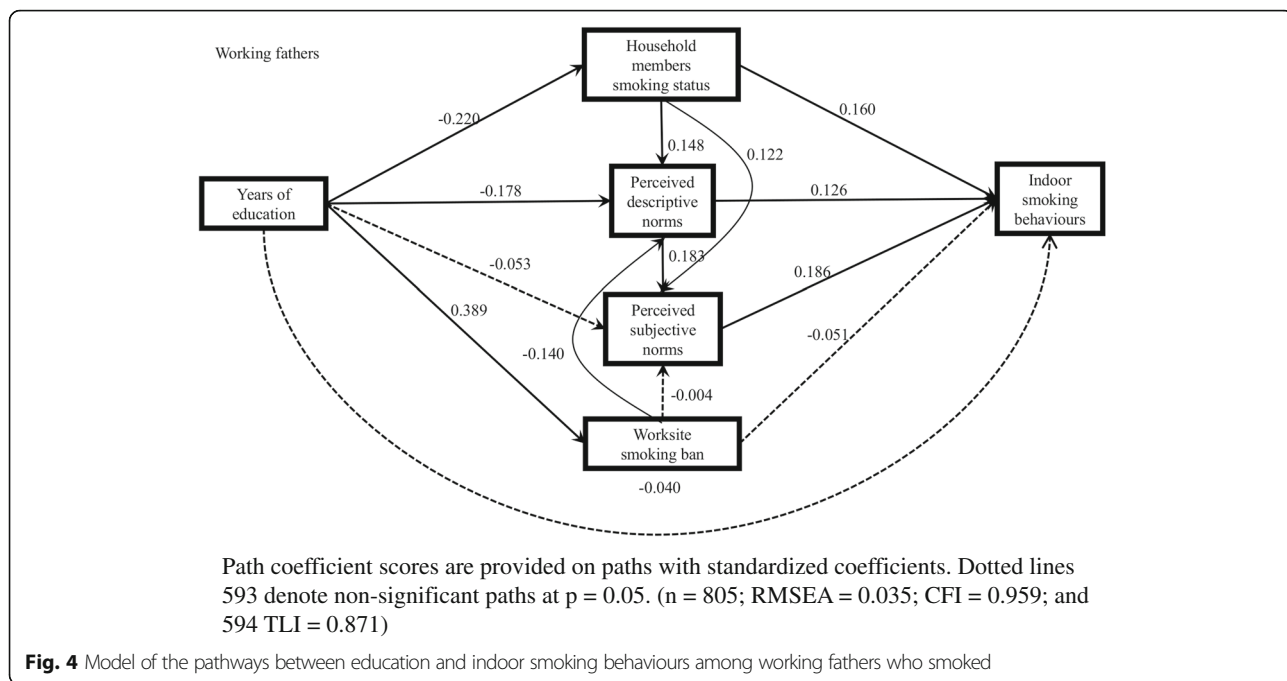 Working fathers
Household
members
smoking status
-0.220
0.160
0.148
0.122
Years of
education
-0.178
Perceived
descriptive
norms
0.126
Indoor
smoking
behaviours
-0.053
0.183
0.389
Perceived
subjective
norms
0.186
-0.051
-0.140
-0.004
Worksite
smoking ban
-0.040
Path coefficient scores are provided on paths with standardized coefficients. Dotted lines
593 denote non-significant paths at p = 0.05. (n = 805; RMSEA = 0.035; CFI = 0.959; and
594 TLI = 0.871)
Fig. 4 Model of the pathways between education and indoor smoking behaviours among working fathers who smoked